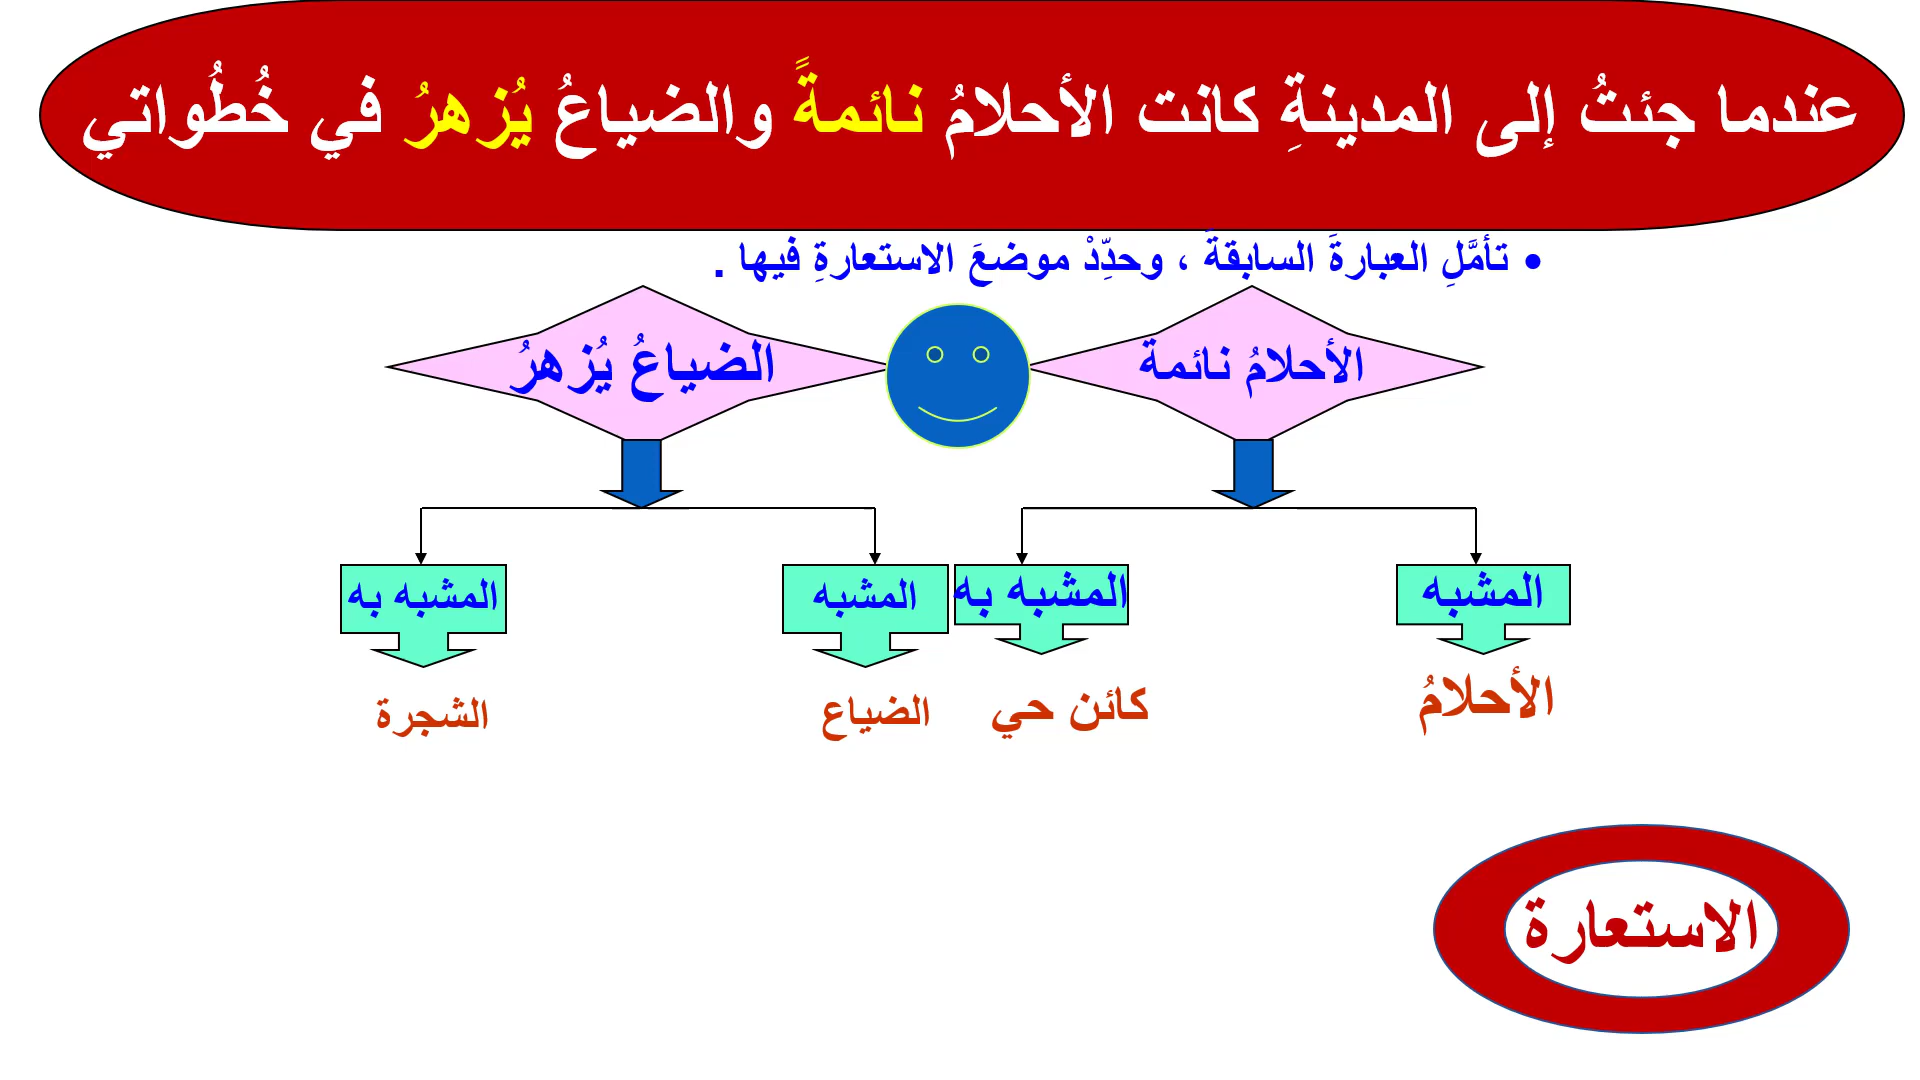 عندما جئتُ إلى المدينةِ كانت الأحلامُ نائمةً والضياعُ يُزهرُ في خُطُواتي
• تأمَّلِ العبارةَ السابقةَ ، وحدِّدْ موضعَ الاستعارةِ فيها .
الأحلامُ نائمة
الضياعُ يُزهرُ
المشبه
المشبه به
المشبه
المشبه به
الأحلامُ
كائن حي
الضياع
الشجرة
الاستعارة